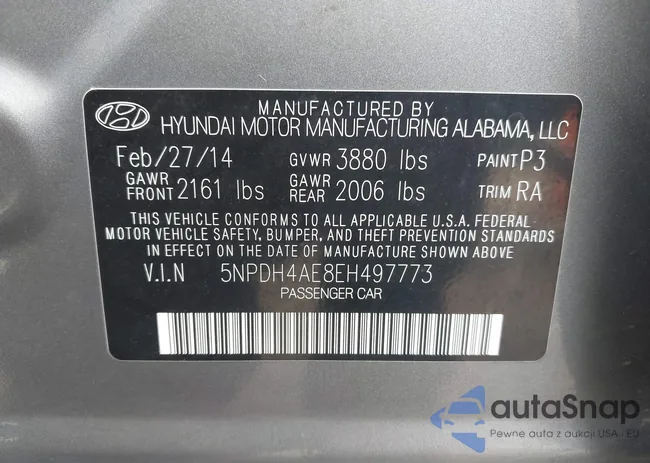 MANUFACTURED BY
HYUNDAI MOTOR MANUFACTURING ALABAMA, LLC
Feb/27/14 GVWR 3880 lbs PAINT P3
GAWR FRONT 2161 lbs GAWR REAR 2006 lbs TRIM RA
THIS VEHICLE CONFORMS TO ALL APPLICABLE U.S.A. FEDERAL
MOTOR VEHICLE SAFETY, BUMPER, AND THEFT PREVENTION STANDARDS
IN EFFECT ON THE DATE OF MANUFACTURE SHOWN ABOVE
V.I.N 5NPDH4AE8EH497773
PASSENGER CAR
autaSnap
Pewne auta z aukcji USA - EU